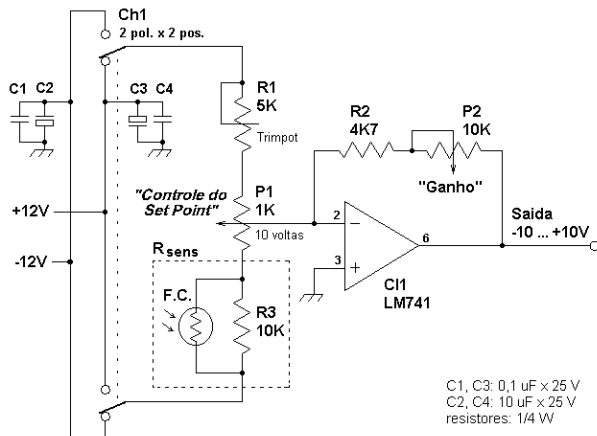 Ch1
2 pol. x 2 pos.
C1 C2
C3 C4
R1
5K
Trimpot
R2
4K7
P2
10K
"Ganho"
"Controle do
Set Point"
P1
1K
10 voltas
+12V
-12V
Rsens
F.C.
R3
10K
2
3
6
CI1
LM741
Saida
-10 ... +10V
C1, C3: 0,1 uF x 25 V
C2, C4: 10 uF x 25 V
resistores: 1/4 W